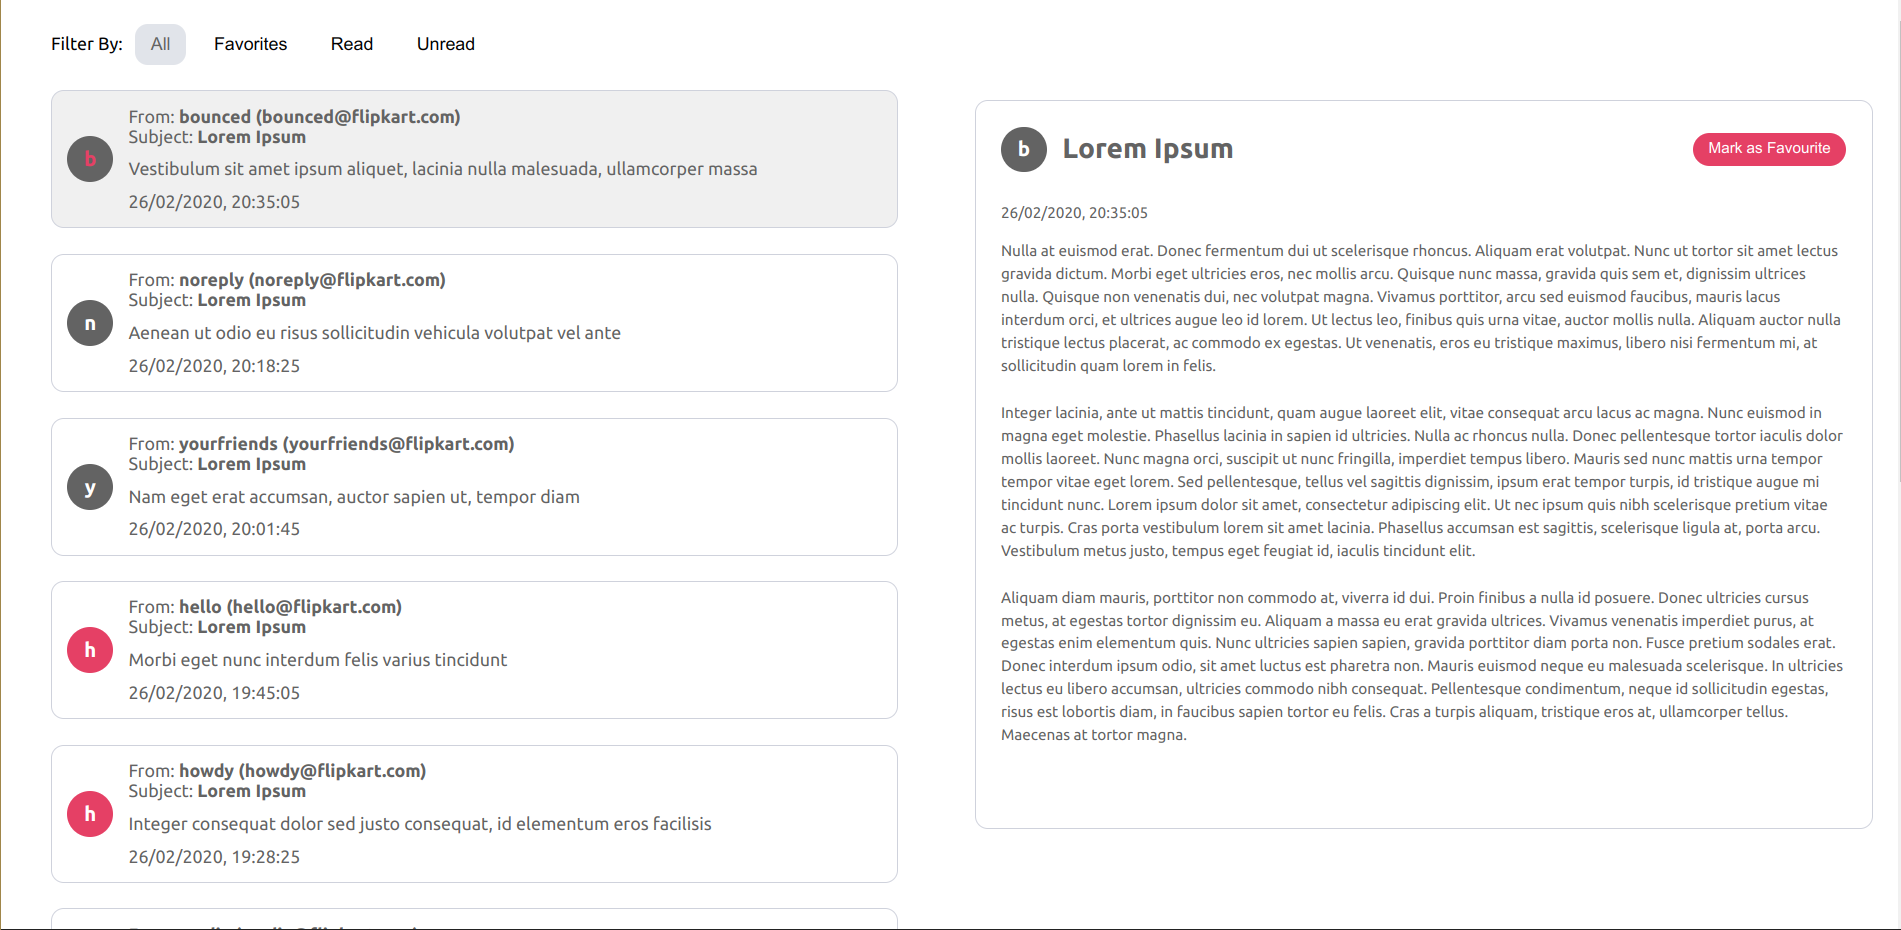 Filter By: All Favorites Read Unread
b
From: bounced (bounced@flipkart.com)
Subject: Lorem Ipsum
Vestibulum sit amet ipsum aliquet, lacinia nulla malesuada, ullamcorper massa
26/02/2020, 20:35:05
n
From: noreply (noreply@flipkart.com)
Subject: Lorem Ipsum
Aenean ut odio eu risus sollicitudin vehicula volutpat vel ante
26/02/2020, 20:18:25
y
From: yourfriends (yourfriends@flipkart.com)
Subject: Lorem Ipsum
Nam eget erat accumsan, auctor sapien ut, tempor diam
26/02/2020, 20:01:45
h
From: hello (hello@flipkart.com)
Subject: Lorem Ipsum
Morbi eget nunc interdum felis varius tincidunt
26/02/2020, 19:45:05
h
From: howdy (howdy@flipkart.com)
Subject: Lorem Ipsum
Integer consequat dolor sed justo consequat, id elementum eros facilisis
26/02/2020, 19:28:25
b Lorem Ipsum Mark as Favourite
26/02/2020, 20:35:05
Nulla at euismod erat. Donec fermentum dui ut scelerisque rhoncus. Aliquam erat volutpat. Nunc ut tortor sit amet lectus
gravida dictum. Morbi eget ultricies eros, nec mollis arcu. Quisque nunc massa, gravida quis sem et, dignissim ultrices
nulla. Quisque non venenatis dui, nec volutpat magna. Vivamus porttitor, arcu sed euismod faucibus, mauris lacus
interdum orci, et ultrices augue leo id lorem. Ut lectus leo, finibus quis urna vitae, auctor mollis nulla. Aliquam auctor nulla
tristique lectus placerat, ac commodo ex egestas. Ut venenatis, eros eu tristique maximus, libero nisi fermentum mi, at
sollicitudin quam lorem in felis.
Integer lacinia, ante ut mattis tincidunt, quam augue laoreet elit, vitae consequat arcu lacus ac magna. Nunc euismod in
magna eget molestie. Phasellus lacinia in sapien id ultricies. Nulla ac rhoncus nulla. Donec pellentesque tortor iaculis dolor
mollis laoreet. Nunc magna orci, suscipit ut nunc fringilla, imperdiet tempus libero. Mauris sed nunc mattis urna tempor
tempor vitae eget lorem. Sed pellentesque, tellus vel sagittis dignissim, ipsum erat tempor turpis, id tristique augue mi
tincidunt nunc. Lorem ipsum dolor sit amet, consectetur adipiscing elit. Ut nec ipsum quis nibh scelerisque pretium vitae
ac turpis. Cras porta vestibulum lorem sit amet lacinia. Phasellus accumsan est sagittis, scelerisque ligula at, porta arcu.
Vestibulum metus justo, tempus eget feugiat id, iaculis tincidunt elit.
Aliquam diam mauris, porttitor non commodo at, viverra id dui. Proin finibus a nulla id posuere. Donec ultricies cursus
metus, at egestas tortor dignissim eu. Aliquam a massa eu erat gravida ultrices. Vivamus venenatis imperdiet purus, at
egestas enim elementum quis. Nunc ultricies sapien sapien, gravida porttitor diam porta non. Fusce pretium sodales erat.
Donec interdum ipsum odio, sit amet luctus est pharetra non. Mauris euismod neque eu malesuada scelerisque. In ultricies
lectus eu libero accumsan, ultricies commodo nibh consequat. Pellentesque condimentum, neque id sollicitudin egestas,
risus est lobortis diam, in faucibus sapien tortor eu felis. Cras a turpis aliquam, tristique eros at, ullamcorper tellus.
Maecenas at tortor magna.